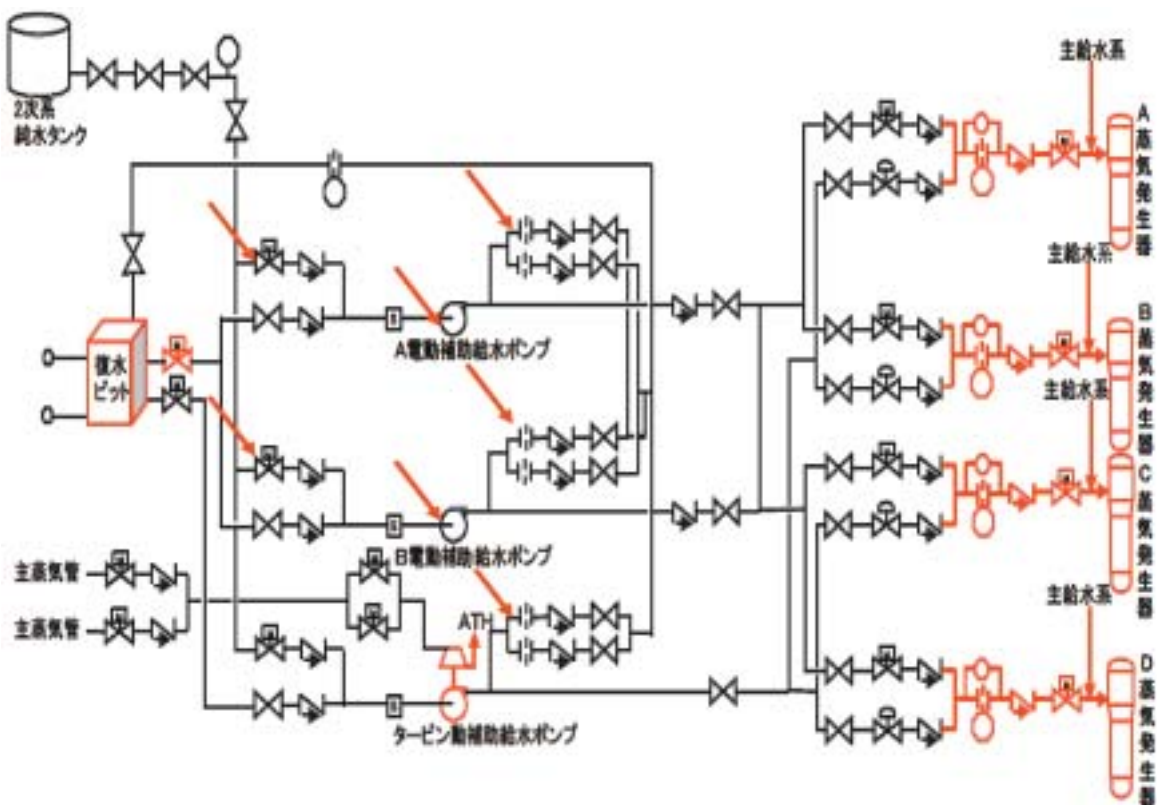 2次系
純水タンク
主給水系
A蒸気発生器
主給水系
B蒸気発生器
A電動補助給水ポンプ
復水
ピット
主給水系
C蒸気発生器
B電動補助給水ポンプ
主蒸気管
主蒸気管
ATH
主給水系
D蒸気発生器
タービン動補助給水ポンプ